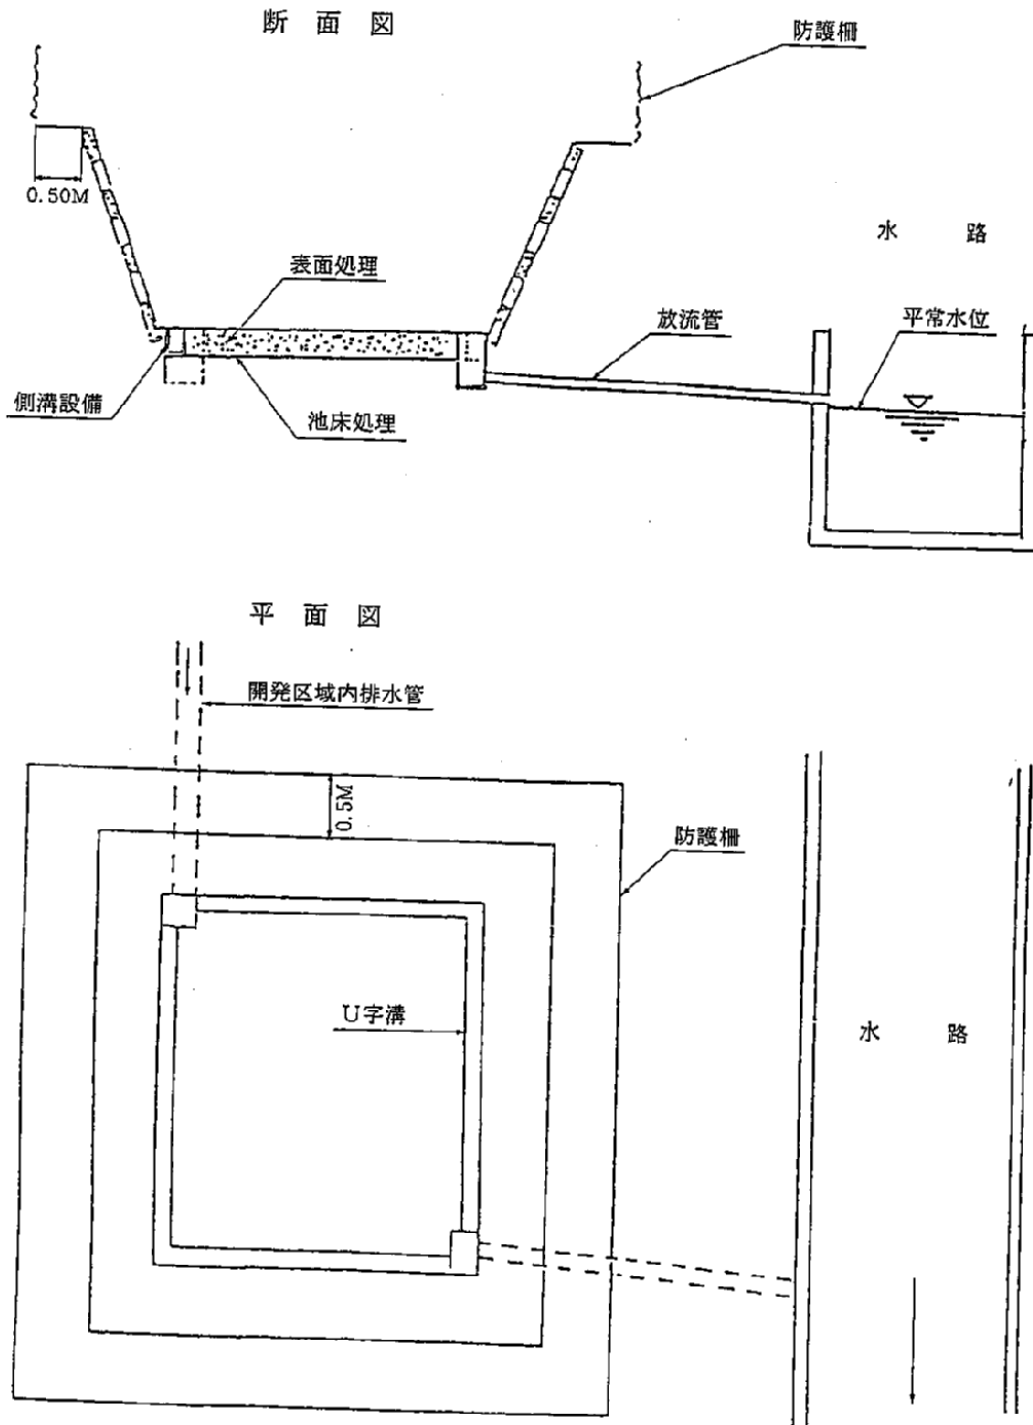 断面図
防護柵
0.50M
水路
表面処理
放流管
平常水位
側溝設備
池床処理
平面図
開発区域内排水管
0.5M
防護柵
U字溝
水路